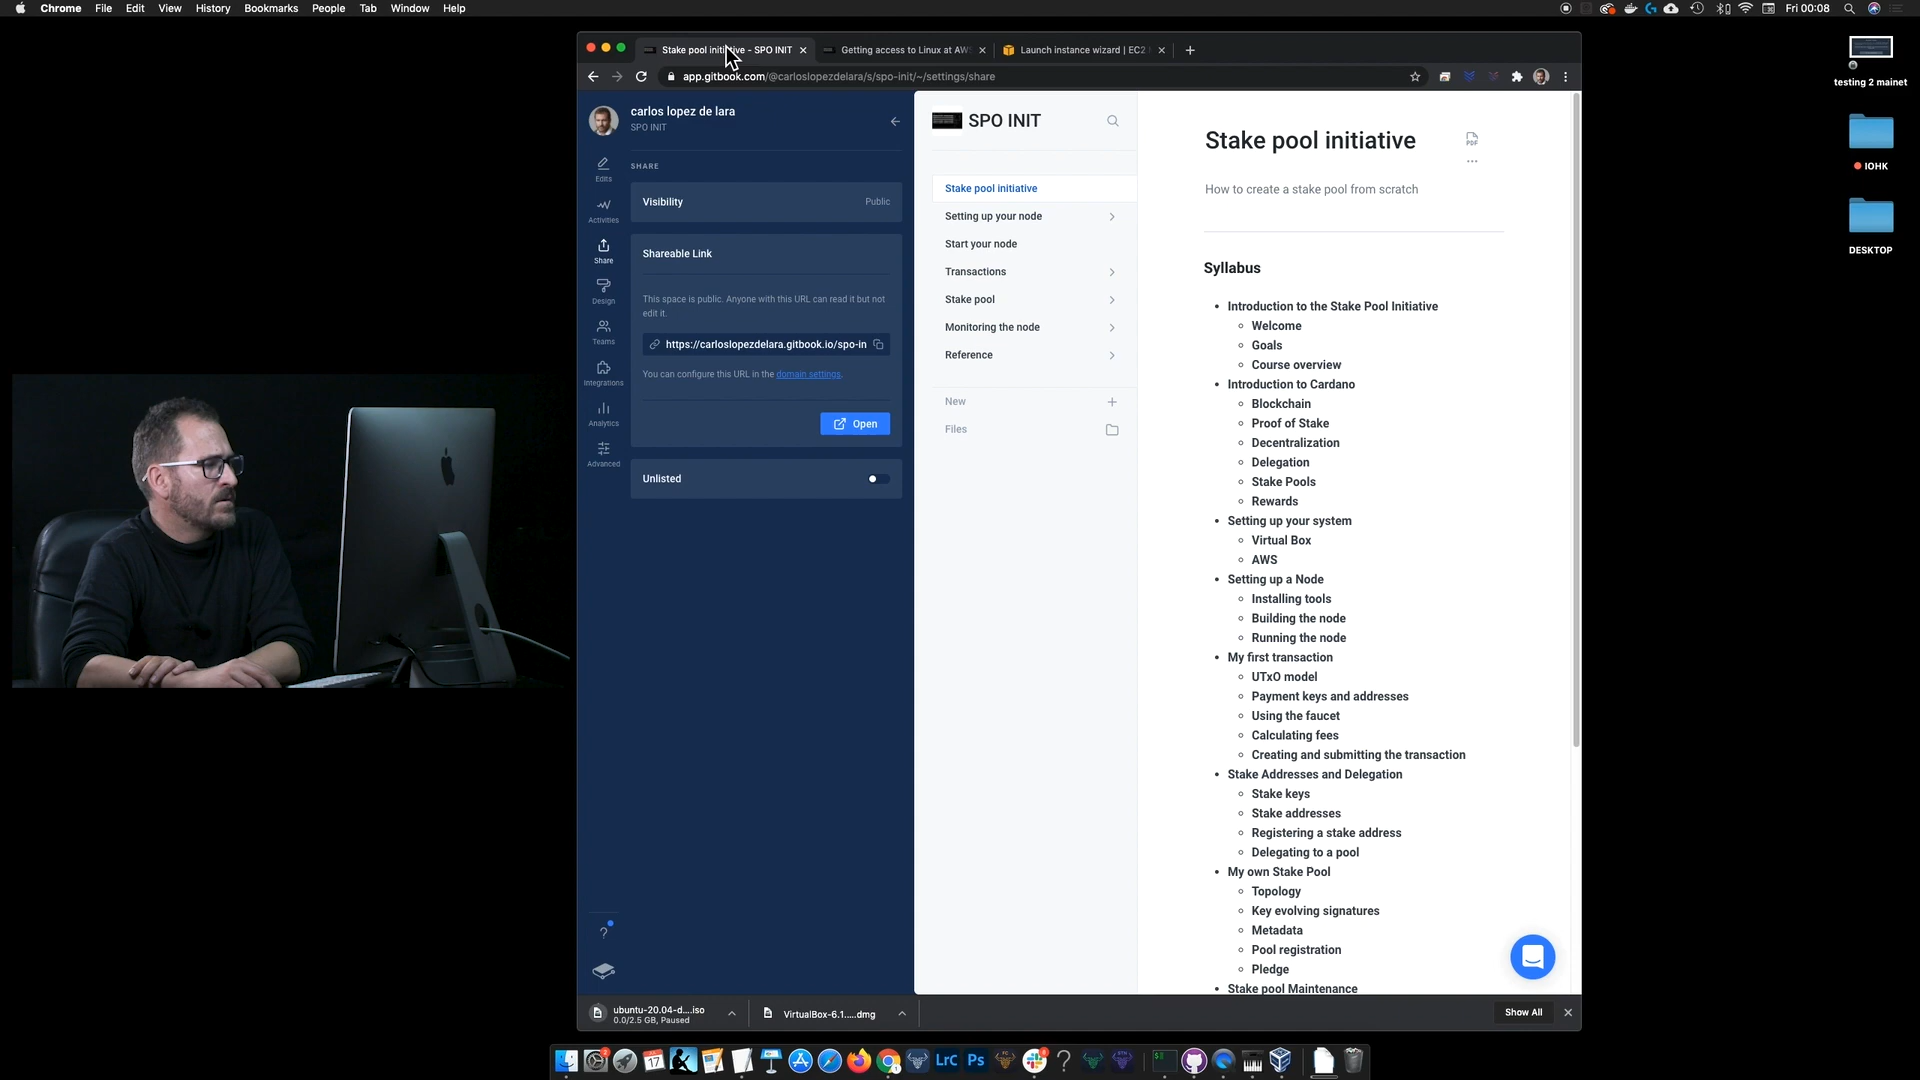 Chrome File Edit View History Bookmarks People Tab Window Help
Fri 00:08
Stake pool initiative - SPO INIT
Getting access to Linux at AW
Launch instance wizard | EC2
app.gitbook.com/@carloslopezdelara/s/spo-init/~/settings/share
carlos lopez de lara
SPO INIT
Edits
Activities
Share
Design
Teams
Integrations
Analytics
Advanced
?
SHARE
Visibility
Public
Shareable Link
This space is public. Anyone with this URL can read it but not
edit it.
https://carloslopezdelara.gitbook.io/spo-in
You can configure this URL in the domain settings.
Open
Unlisted
SPO INIT
Stake pool initiative
Setting up your node
Start your node
Transactions
Stake pool
Monitoring the node
Reference
New
Files
Stake pool initiative
PDF
How to create a stake pool from scratch
Syllabus
Introduction to the Stake Pool Initiative
Welcome
Goals
Course overview
Introduction to Cardano
Blockchain
Proof of Stake
Decentralization
Delegation
Stake Pools
Rewards
Setting up your system
Virtual Box
AWS
Setting up a Node
Installing tools
Building the node
Running the node
My first transaction
UTxO model
Payment keys and addresses
Using the faucet
Calculating fees
Creating and submitting the transaction
Stake Addresses and Delegation
Stake keys
Stake addresses
Registering a stake address
Delegating to a pool
My own Stake Pool
Topology
Key evolving signatures
Metadata
Pool registration
Pledge
Stake pool Maintenance
testing 2 mainet
IOHK
DESKTOP
ubuntu-20.04-d....iso
0.0/2.5 GB, Paused
VirtualBox-6.1.....dmg
Show All
17
LrC
Ps
?